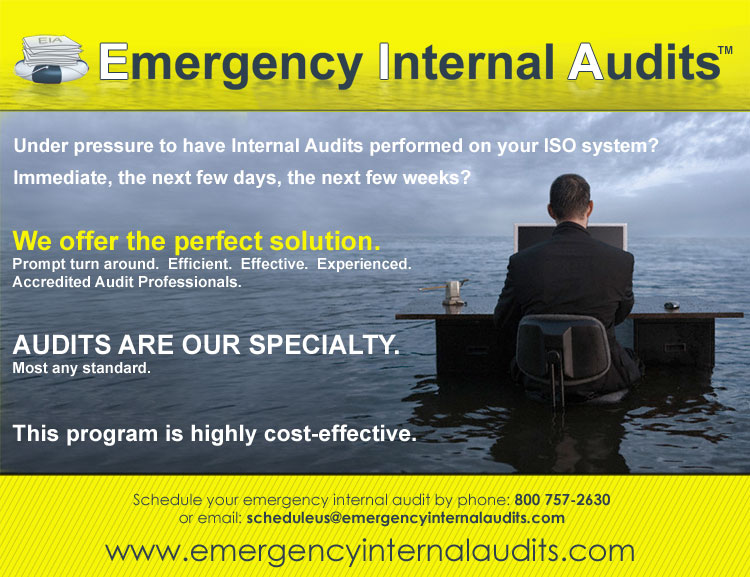 EIA
Emergency Internal Audits™
Under pressure to have Internal Audits performed on your ISO system?
Immediate, the next few days, the next few weeks?
We offer the perfect solution.
Prompt turn around.  Efficient.  Effective.  Experienced.
Accredited Audit Professionals.
AUDITS ARE OUR SPECIALTY.
Most any standard.
This program is highly cost-effective.
Schedule your emergency internal audit by phone: 800 757-2630
or email: scheduleus@emergencyinternalaudits.com
www.emergencyinternalaudits.com